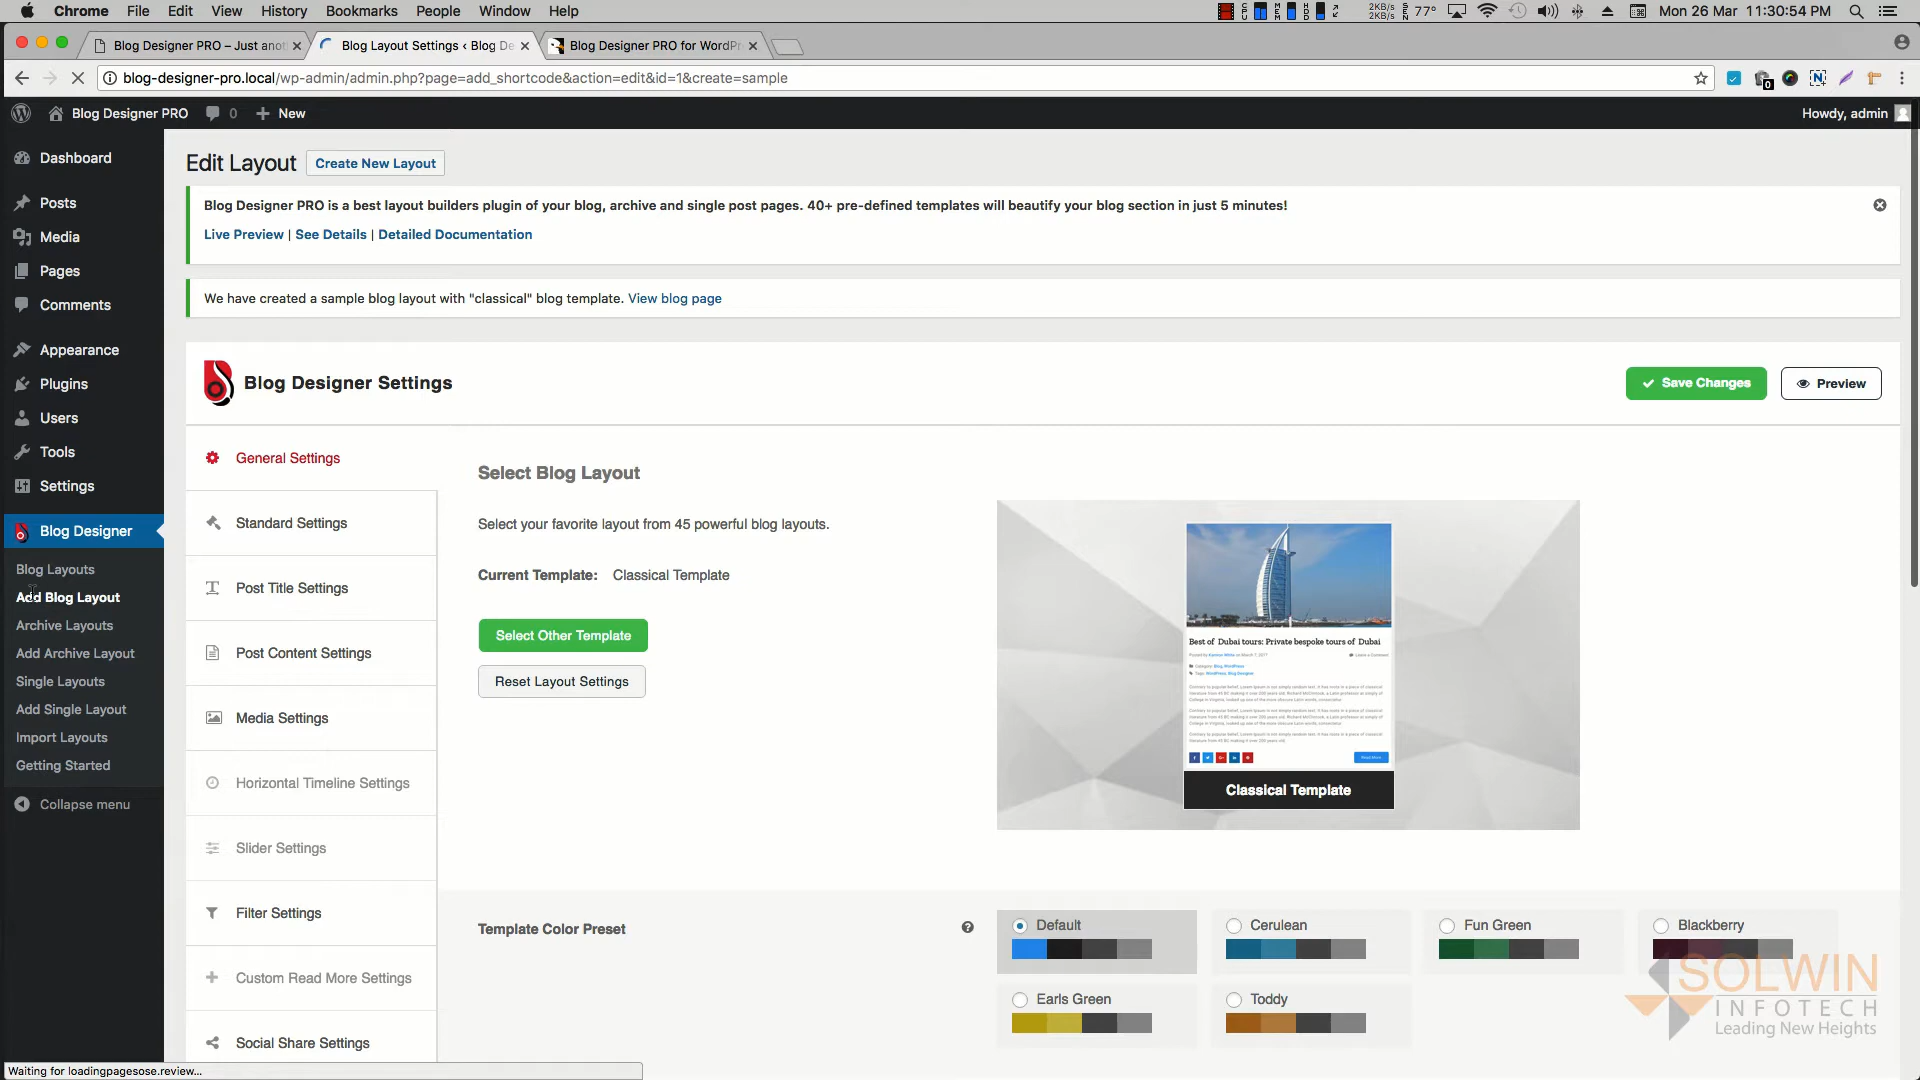 Chrome File Edit View History Bookmarks People Window Help
2KB/s
2KB/s
77° Mon 26 Mar 11:30:54 PM
Blog Designer PRO – Just ano
Blog Layout Settings ‹ Blog De
Blog Designer PRO for WordPr
blog-designer-pro.local/wp-admin/admin.php?page=add_shortcode&action=edit&id=1&create=sample
Blog Designer PRO 0 New
Howdy, admin
Dashboard
Posts
Media
Pages
Comments
Appearance
Plugins
Users
Tools
Settings
Blog Designer
Blog Layouts
Add Blog Layout
Archive Layouts
Add Archive Layout
Single Layouts
Add Single Layout
Import Layouts
Getting Started
Collapse menu
Edit Layout
Create New Layout
Blog Designer PRO is a best layout builders plugin of your blog, archive and single post pages. 40+ pre-defined templates will beautify your blog section in just 5 minutes!
Live Preview | See Details | Detailed Documentation
We have created a sample blog layout with "classical" blog template. View blog page
Blog Designer Settings
Save Changes
Preview
General Settings
Standard Settings
Post Title Settings
Post Content Settings
Media Settings
Horizontal Timeline Settings
Slider Settings
Filter Settings
Custom Read More Settings
Social Share Settings
Select Blog Layout
Select your favorite layout from 45 powerful blog layouts.
Current Template: Classical Template
Select Other Template
Reset Layout Settings
Best of Dubai tours: Private bespoke tours of Dubai
Classical Template
Template Color Preset
Default
Cerulean
Fun Green
Blackberry
Earls Green
Toddy
SOLWIN
INFOTECH
Leading New Heights
Waiting for loadingpagesose.review...